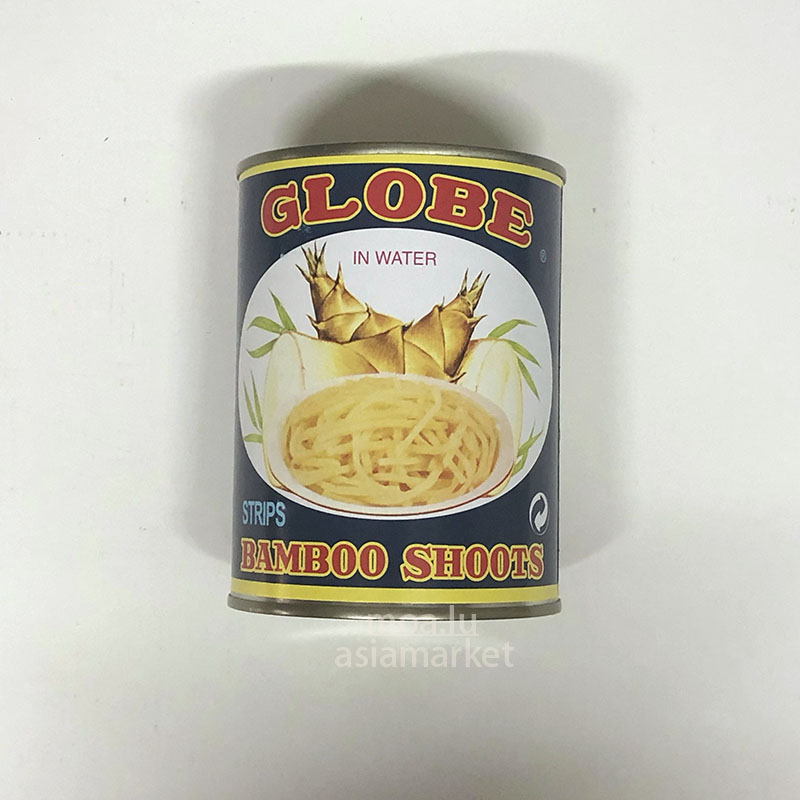 GLOBE
®
IN WATER
STRIPS
BAMBOO SHOOTS
moa.lu
asiamarket